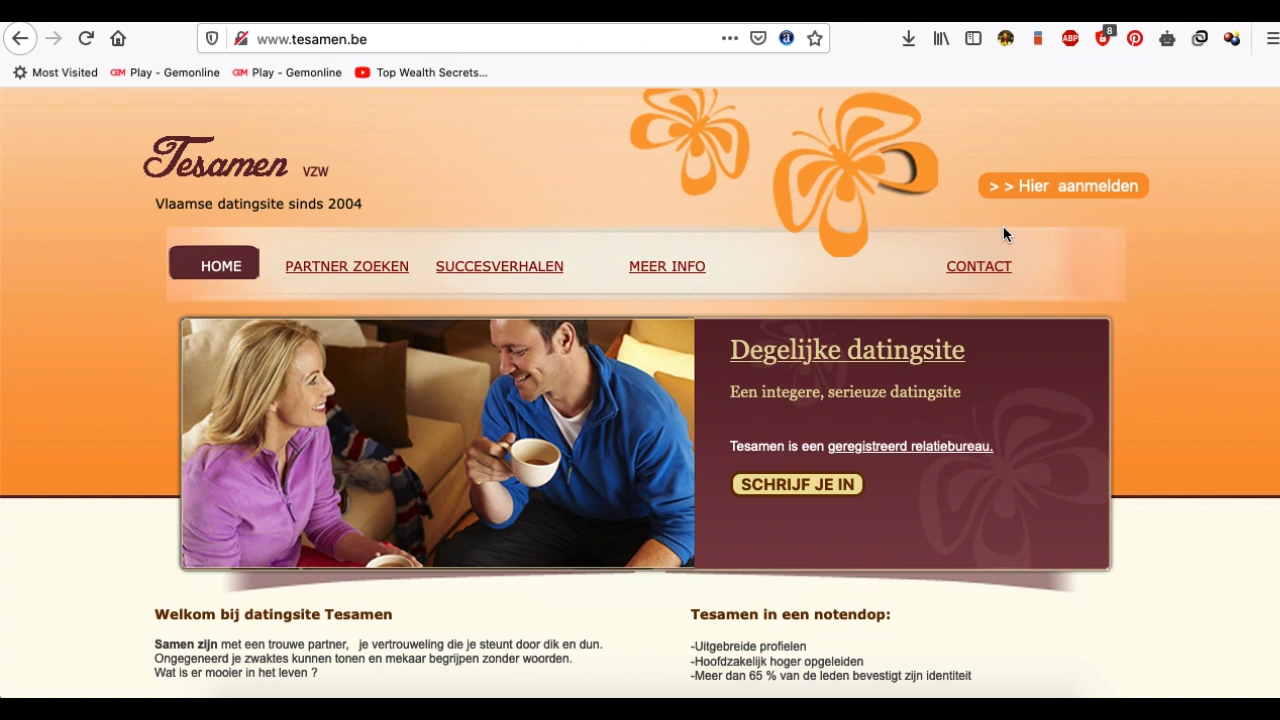 www.tesamen.be
8
ABP
Most Visited
GEM Play - Gemonline
GEM Play - Gemonline
Top Wealth Secrets...
Tesamen VZW
Vlaamse datingsite sinds 2004
> > Hier aanmelden
HOME
PARTNER ZOEKEN
SUCCESVERHALEN
MEER INFO
CONTACT
Degelijke datingsite
Een integere, serieuze datingsite
Tesamen is een geregistreerd relatiebureau.
SCHRIJF JE IN
Welkom bij datingsite Tesamen
Samen zijn met een trouwe partner, je vertrouweling die je steunt door dik en dun.
Ongegeneerd je zwaktes kunnen tonen en mekaar begrijpen zonder woorden.
Wat is er mooier in het leven ?
Tesamen in een notendop:
-Uitgebreide profielen
-Hoofdzakelijk hoger opgeleiden
-Meer dan 65 % van de leden bevestigt zijn identiteit